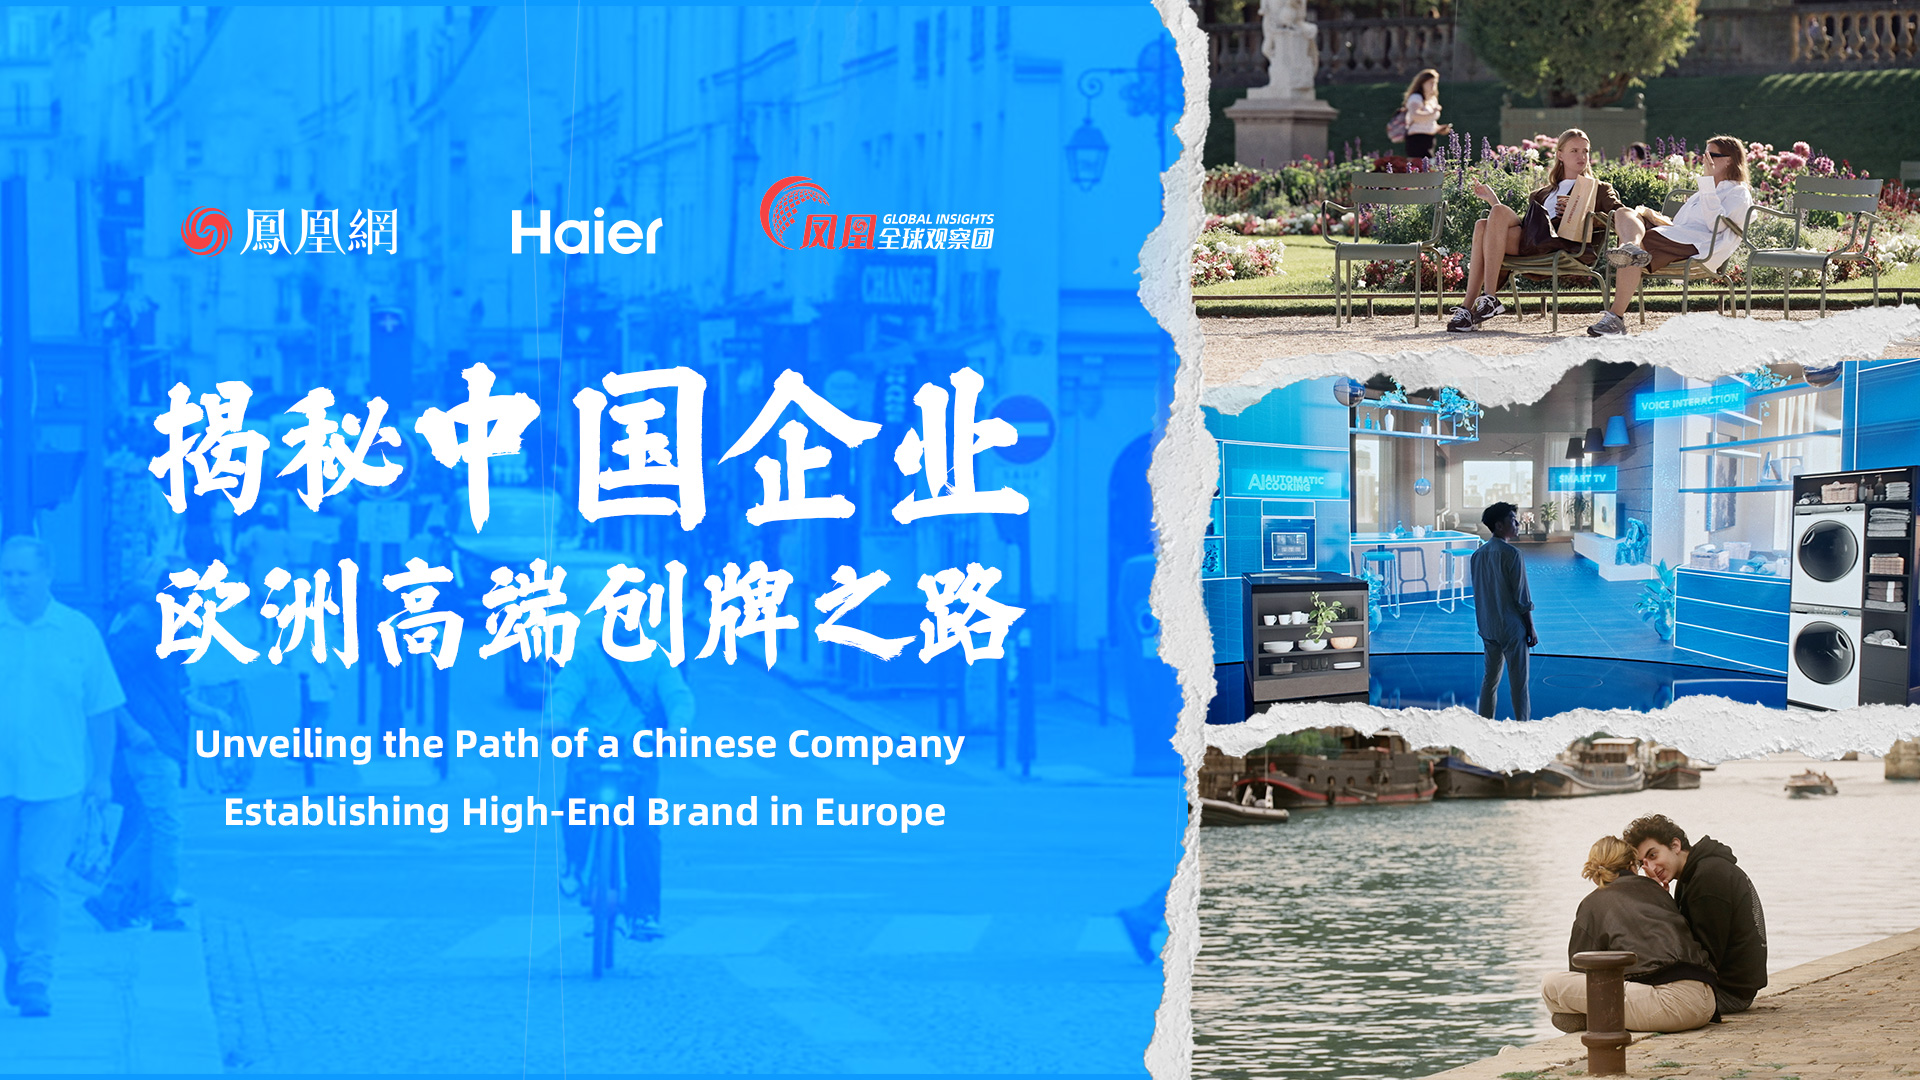 鳳凰網
Haier
凤凰 GLOBAL INSIGHTS
全球观察团
CHANGE
揭秘中国企业
欧洲高端创牌之路
Unveiling the Path of a Chinese Company
Establishing High-End Brand in Europe
VOICE INTERACTION
AI AUTOMATIC
COOKING
SMART TV